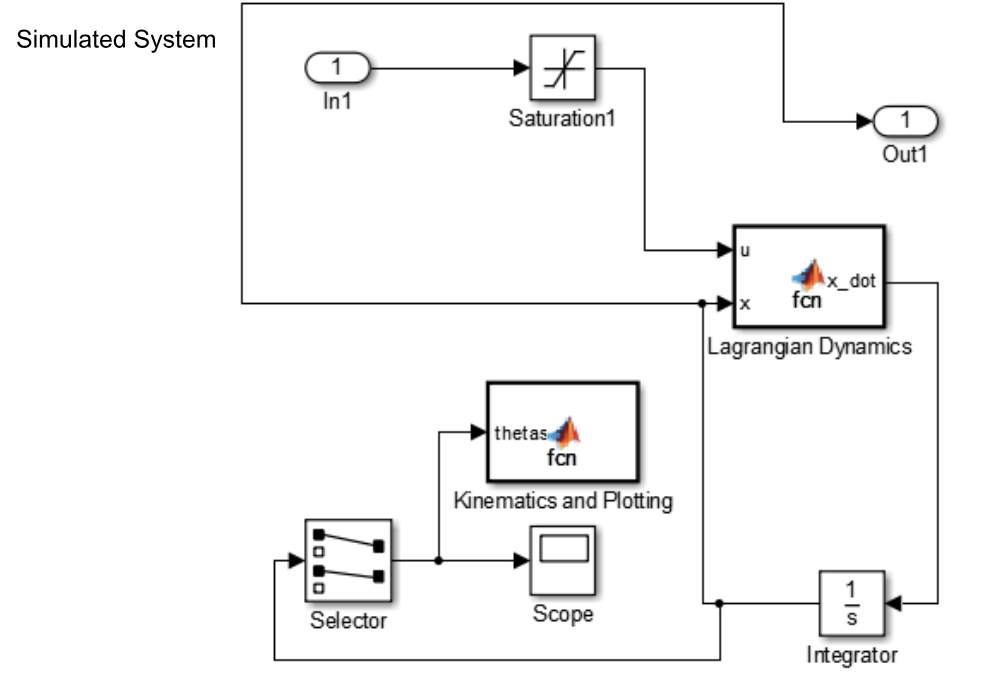 Simulated System
1
In1
Saturation1
1
Out1
u
x
x_dot
fcn
Lagrangian Dynamics
thetas
fcn
Kinematics and Plotting
Selector
Scope
1
s
Integrator